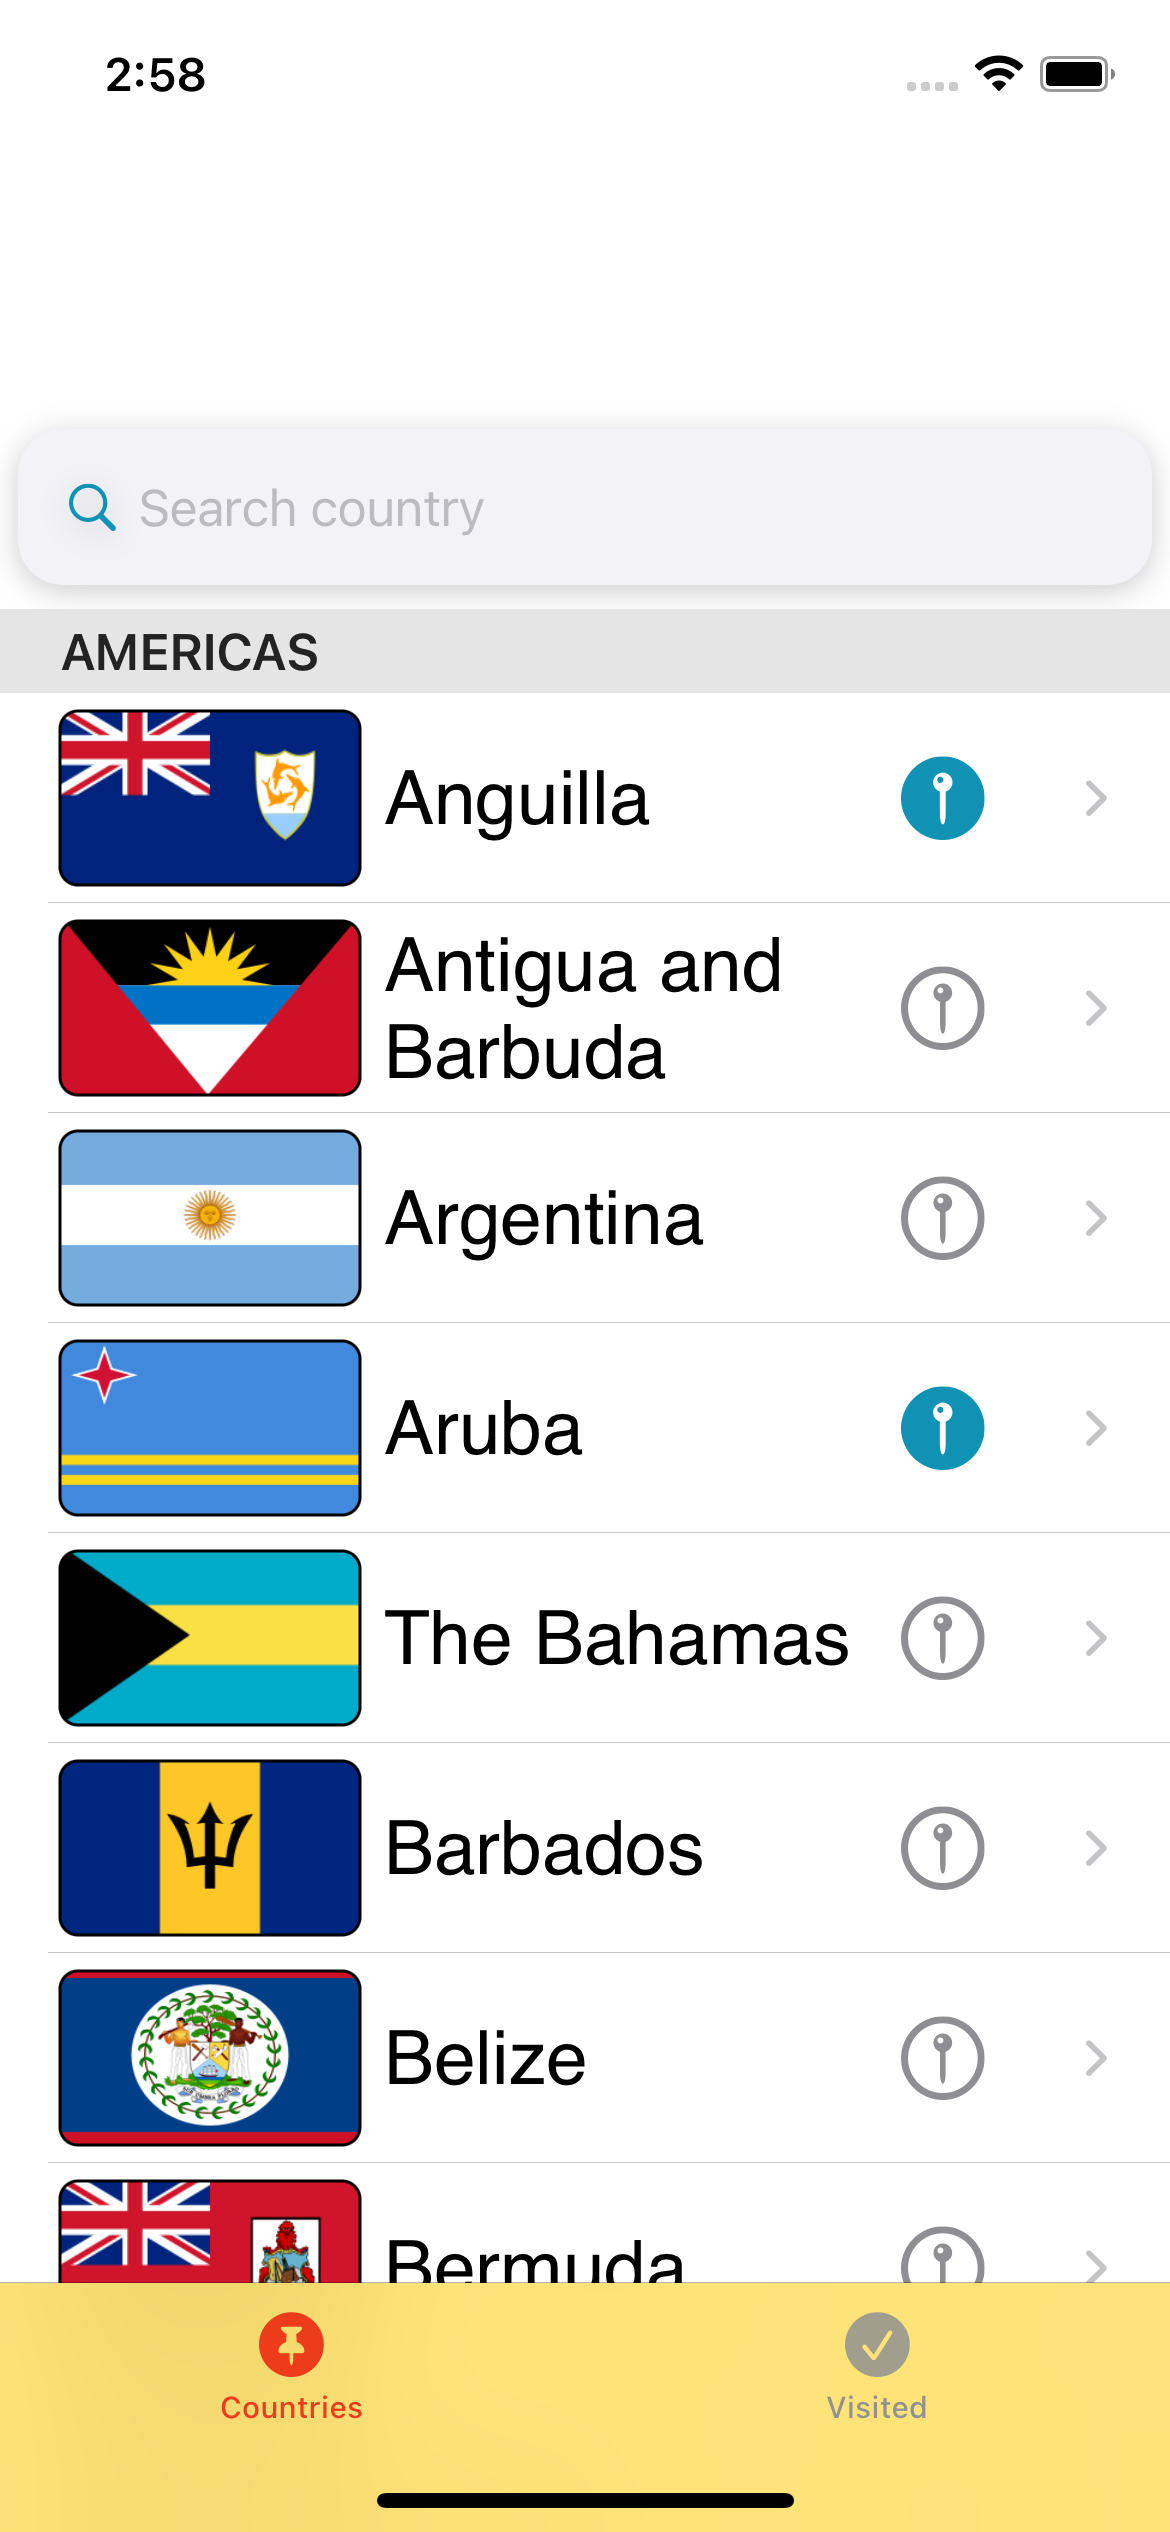 2:58
Search country
AMERICAS
Anguilla
Antigua and
Barbuda
Argentina
Aruba
The Bahamas
Barbados
Belize
Bermuda
Countries
Visited